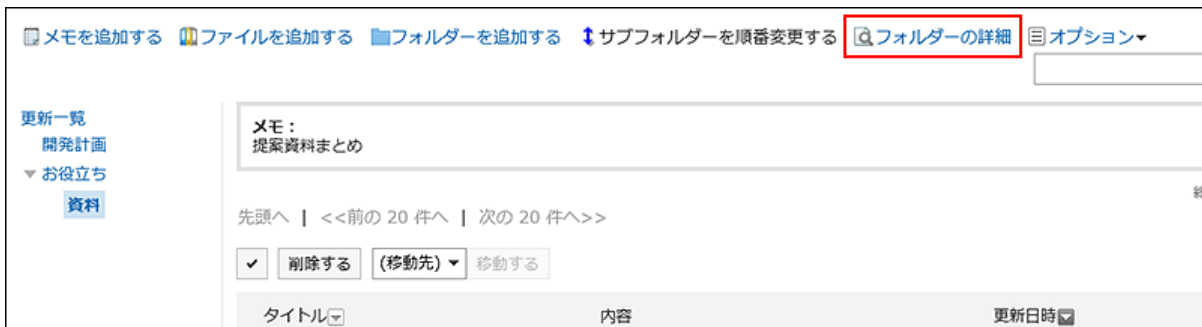 メモを追加する ファイルを追加する フォルダーを追加する サブフォルダーを順番変更する フォルダーの詳細 オプション
更新一覧
開発計画
お役立ち
資料
メモ：
提案資料まとめ
先頭へ | <<前の 20 件へ | 次の 20 件へ>>
削除する (移動先) 移動する
タイトル 内容 更新日時